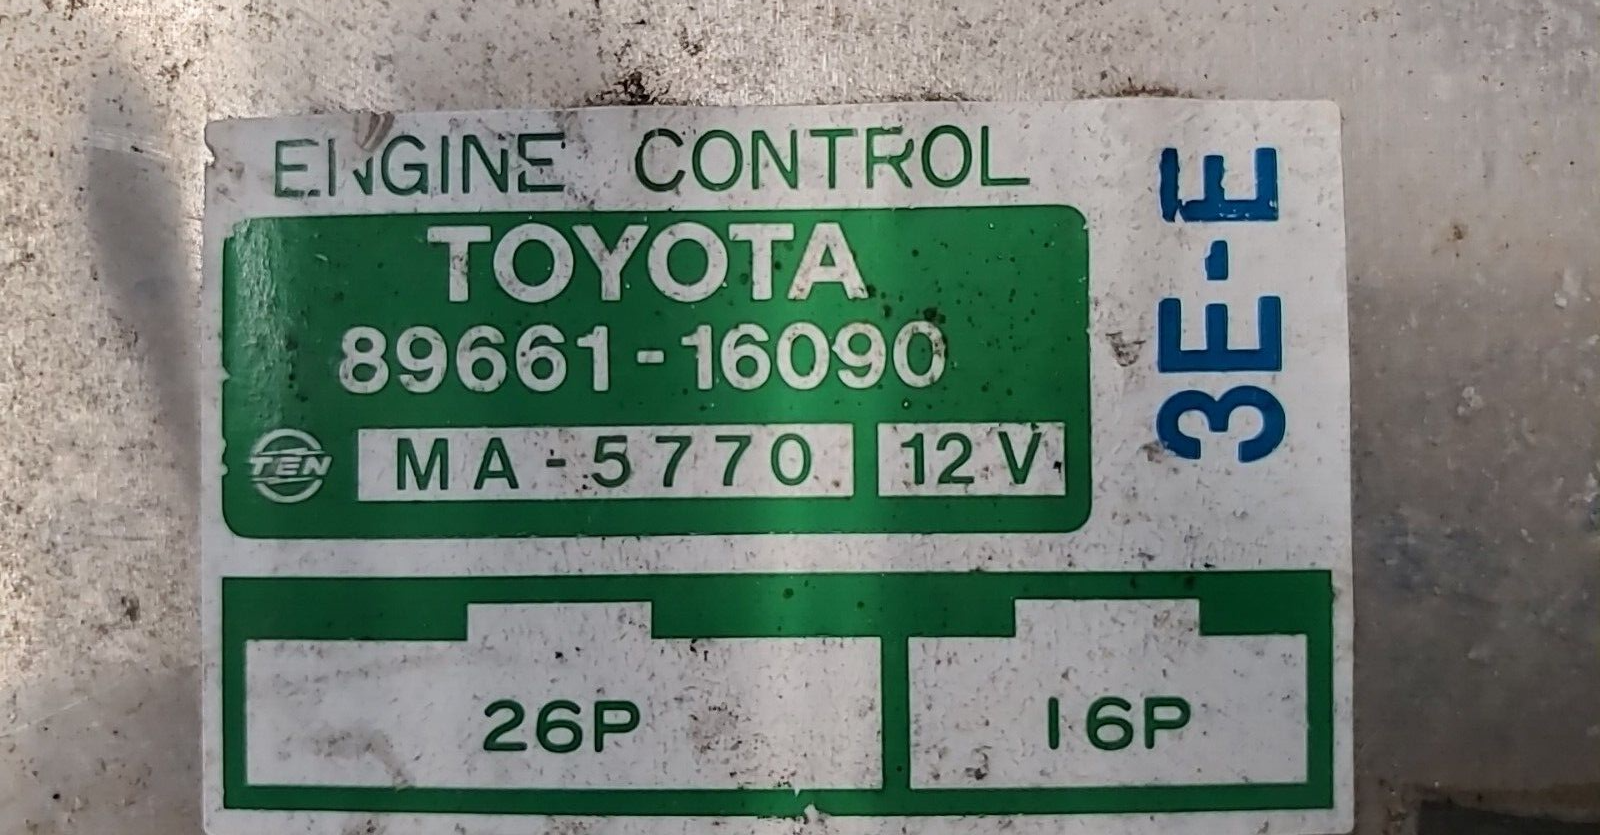 ENGINE CONTROL
TOYOTA
89661-16090
TEN
MA-5770
12V
3E-E
26P
16P